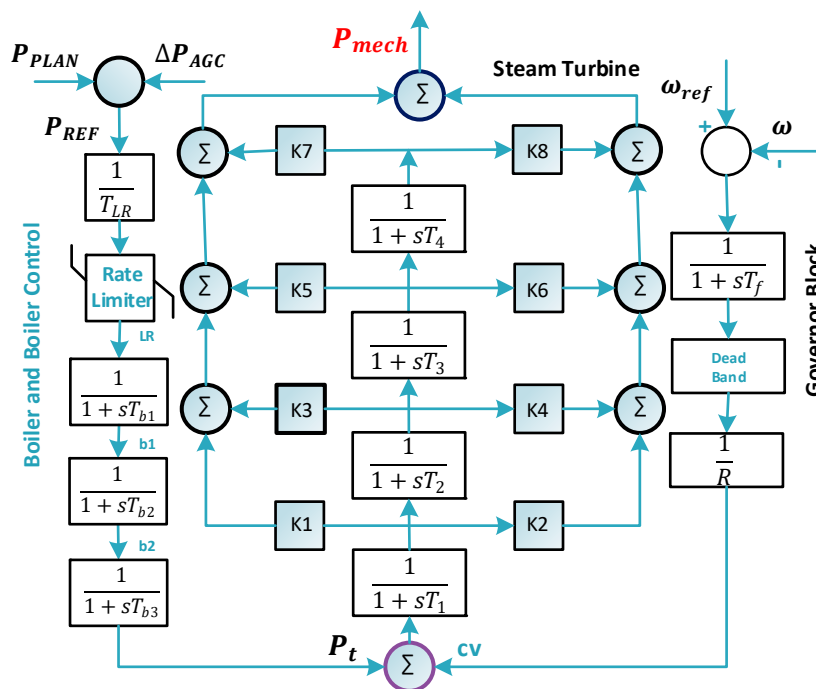 P_mech
P_PLAN
ΔP_AGC
Steam Turbine
ω_ref
Σ
P_REF
+
ω
-
Σ
K7
K8
Σ
1
T_LR
1
1 + sT_4
1
1 + sT_f
Rate
Limiter
Σ
K5
K6
Σ
LR
1
1 + sT_3
Dead
Band
1
1 + sT_b1
Σ
K3
K4
Σ
b1
1
R
1
1 + sT_b2
1
1 + sT_2
K1
K2
b2
1
1 + sT_b3
1
1 + sT_1
P_t
Σ
cv
Boiler and Boiler Control
Governor Block